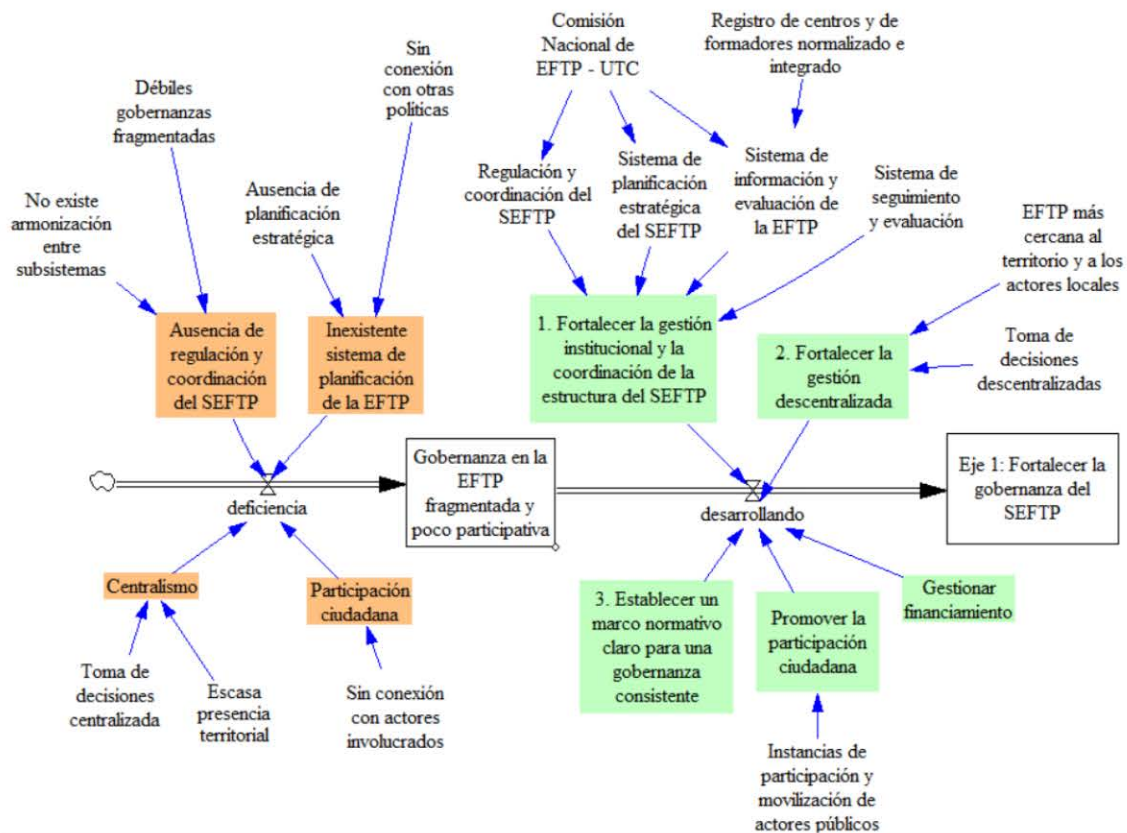 Comisión
Nacional de
EFTP - UTC
Registro de centros y de
formadores normalizado e
integrado
Sin
conexión
con otras
políticas
Débiles
gobernanzas
fragmentadas
No existe
armonización
entre
subsistemas
Ausencia de
planificación
estratégica
Regulación y
coordinación del
SEFTP
Sistema de
planificación
estratégica
del SEFTP
Sistema de
información y
evaluación de
la EFTP
Sistema de
seguimiento
y evaluación
EFTP más
cercana al
territorio y a los
actores locales
Ausencia de
regulación y
coordinación
del SEFTP
Inexistente
sistema de
planificación
de la EFTP
1. Fortalecer la gestión
institucional y la
coordinación de la
estructura del SEFTP
2. Fortalecer la
gestión
descentralizada
Toma de
decisiones
descentralizadas
deficiencia
Gobernanza en la
EFTP
fragmentada y
poco participativa
desarrollando
Eje 1: Fortalecer la
gobernanza del
SEFTP
Centralismo
Participación
ciudadana
3. Establecer un
marco normativo
claro para una
gobernanza
consistente
Promover la
participación
ciudadana
Gestionar
financiamiento
Toma de
decisiones
centralizada
Escasa
presencia
territorial
Sin conexión
con actores
involucrados
Instancias de
participación y
movilización de
actores públicos